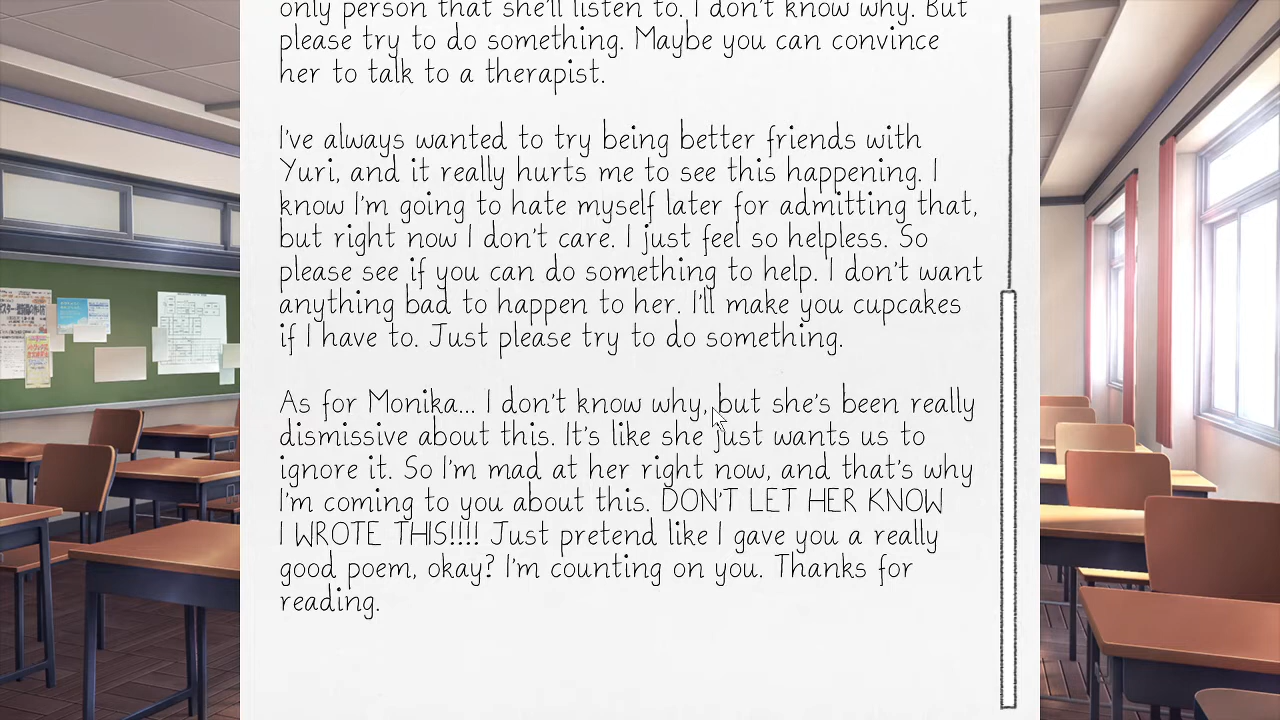 only person that she'll listen to. I don't know why. But
please try to do something. Maybe you can convince
her to talk to a therapist.
I've always wanted to try being better friends with
Yuri, and it really hurts me to see this happening. I
know I'm going to hate myself later for admitting that,
but right now I don't care. I just feel so helpless. So
please see if you can do something to help. I don't want
anything bad to happen to her. I'll make you cupcakes
if I have to. Just please try to do something.
As for Monika... I don't know why, but she's been really
dismissive about this. It's like she just wants us to
ignore it. So I'm mad at her right now, and that's why
I'm coming to you about this. DON'T LET HER KNOW
I WROTE THIS!!!! Just pretend like I gave you a really
good poem, okay? I'm counting on you. Thanks for
reading.